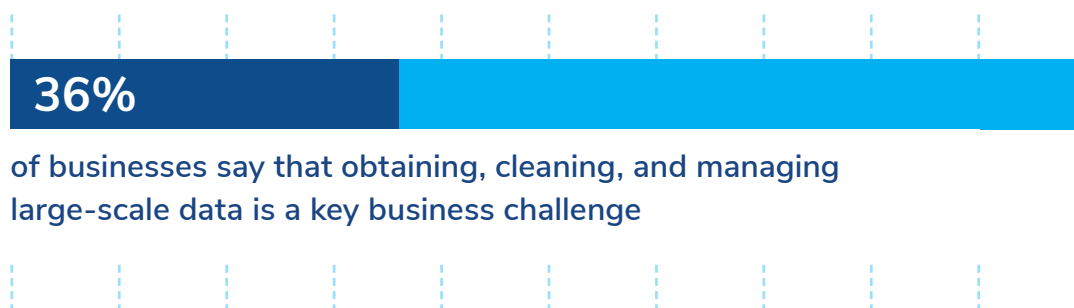 36%
of businesses say that obtaining, cleaning, and managing
large-scale data is a key business challenge